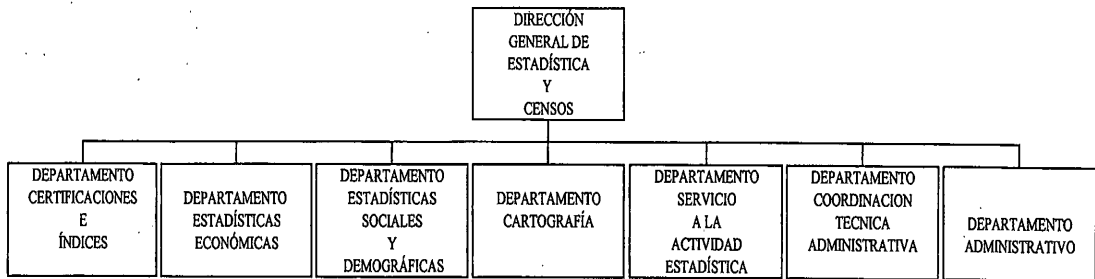 DIRECCIÓN
GENERAL DE
ESTADÍSTICA
Y
CENSOS
DEPARTAMENTO
CERTIFICACIONES
E
ÍNDICES
DEPARTAMENTO
ESTADÍSTICAS
ECONÓMICAS
DEPARTAMENTO
ESTADÍSTICAS
SOCIALES
Y
DEMOGRÁFICAS
DEPARTAMENTO
CARTOGRAFÍA
DEPARTAMENTO
SERVICIO
A LA
ACTIVIDAD
ESTADÍSTICA
DEPARTAMENTO
COORDINACION
TECNICA
ADMINISTRATIVA
DEPARTAMENTO
ADMINISTRATIVO